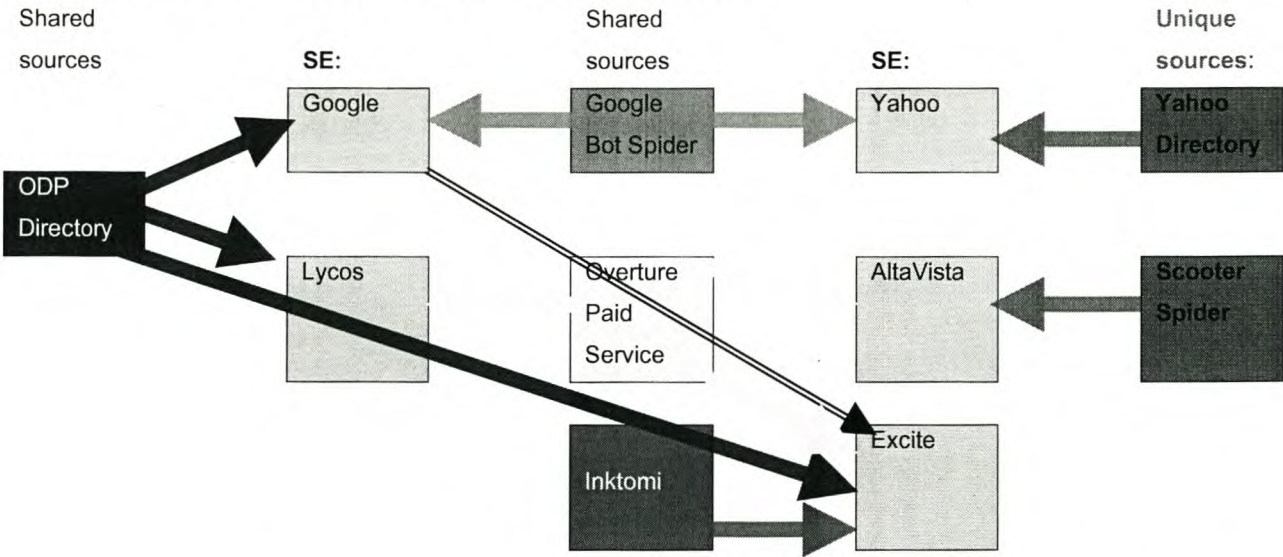 Shared
sources
SE:
Shared
sources
SE:
Unique
sources:
Google
Google
Bot Spider
Yahoo
Yahoo
Directory
ODP
Directory
Lycos
Overture
Paid
Service
AltaVista
Scooter
Spider
Inktomi
Excite